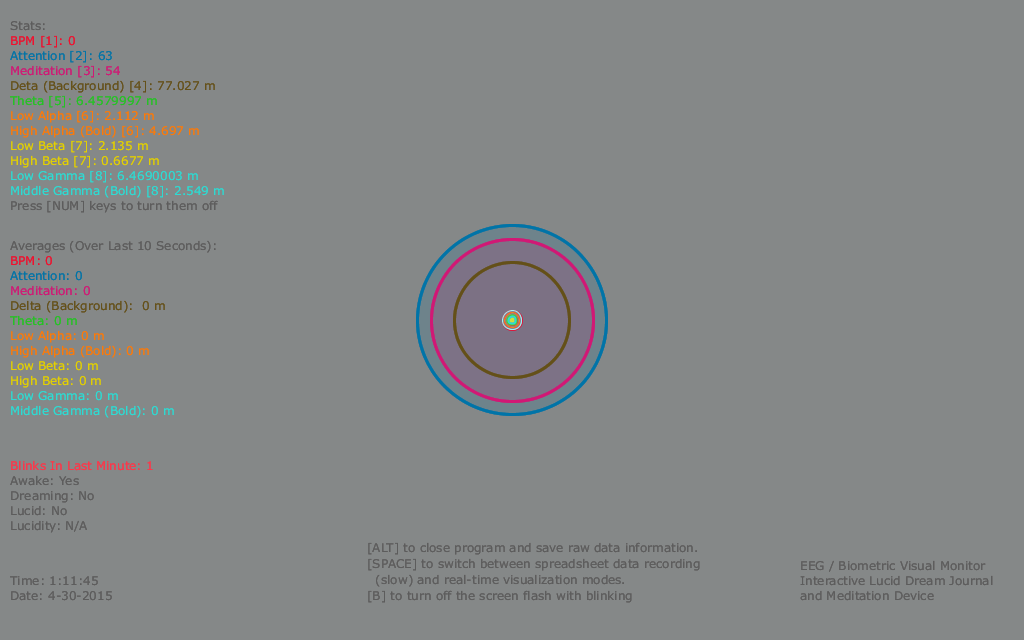 Stats:
BPM [1]: 0
Attention [2]: 63
Meditation [3]: 54
Deta (Background) [4]: 77.027 m
Theta [5]: 6.4579997 m
Low Alpha [6]: 2.112 m
High Alpha (Bold) [6]: 4.697 m
Low Beta [7]: 2.135 m
High Beta [7]: 0.6677 m
Low Gamma [8]: 6.4690003 m
Middle Gamma (Bold) [8]: 2.549 m
Press [NUM] keys to turn them off
Averages (Over Last 10 Seconds):
BPM: 0
Attention: 0
Meditation: 0
Delta (Background):  0 m
Theta: 0 m
Low Alpha: 0 m
High Alpha (Bold): 0 m
Low Beta: 0 m
High Beta: 0 m
Low Gamma: 0 m
Middle Gamma (Bold): 0 m
Blinks In Last Minute: 1
Awake: Yes
Dreaming: No
Lucid: No
Lucidity: N/A
Time: 1:11:45
Date: 4-30-2015
[ALT] to close program and save raw data information.
[SPACE] to switch between spreadsheet data recording
(slow) and real-time visualization modes.
[B] to turn off the screen flash with blinking
EEG / Biometric Visual Monitor
Interactive Lucid Dream Journal
and Meditation Device